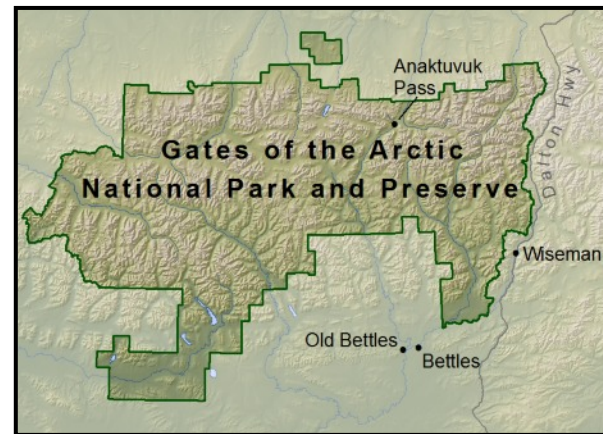 Anaktuvuk
Pass
Gates of the Arctic
National Park and Preserve
Dalton Hwy
Wiseman
Old Bettles
Bettles